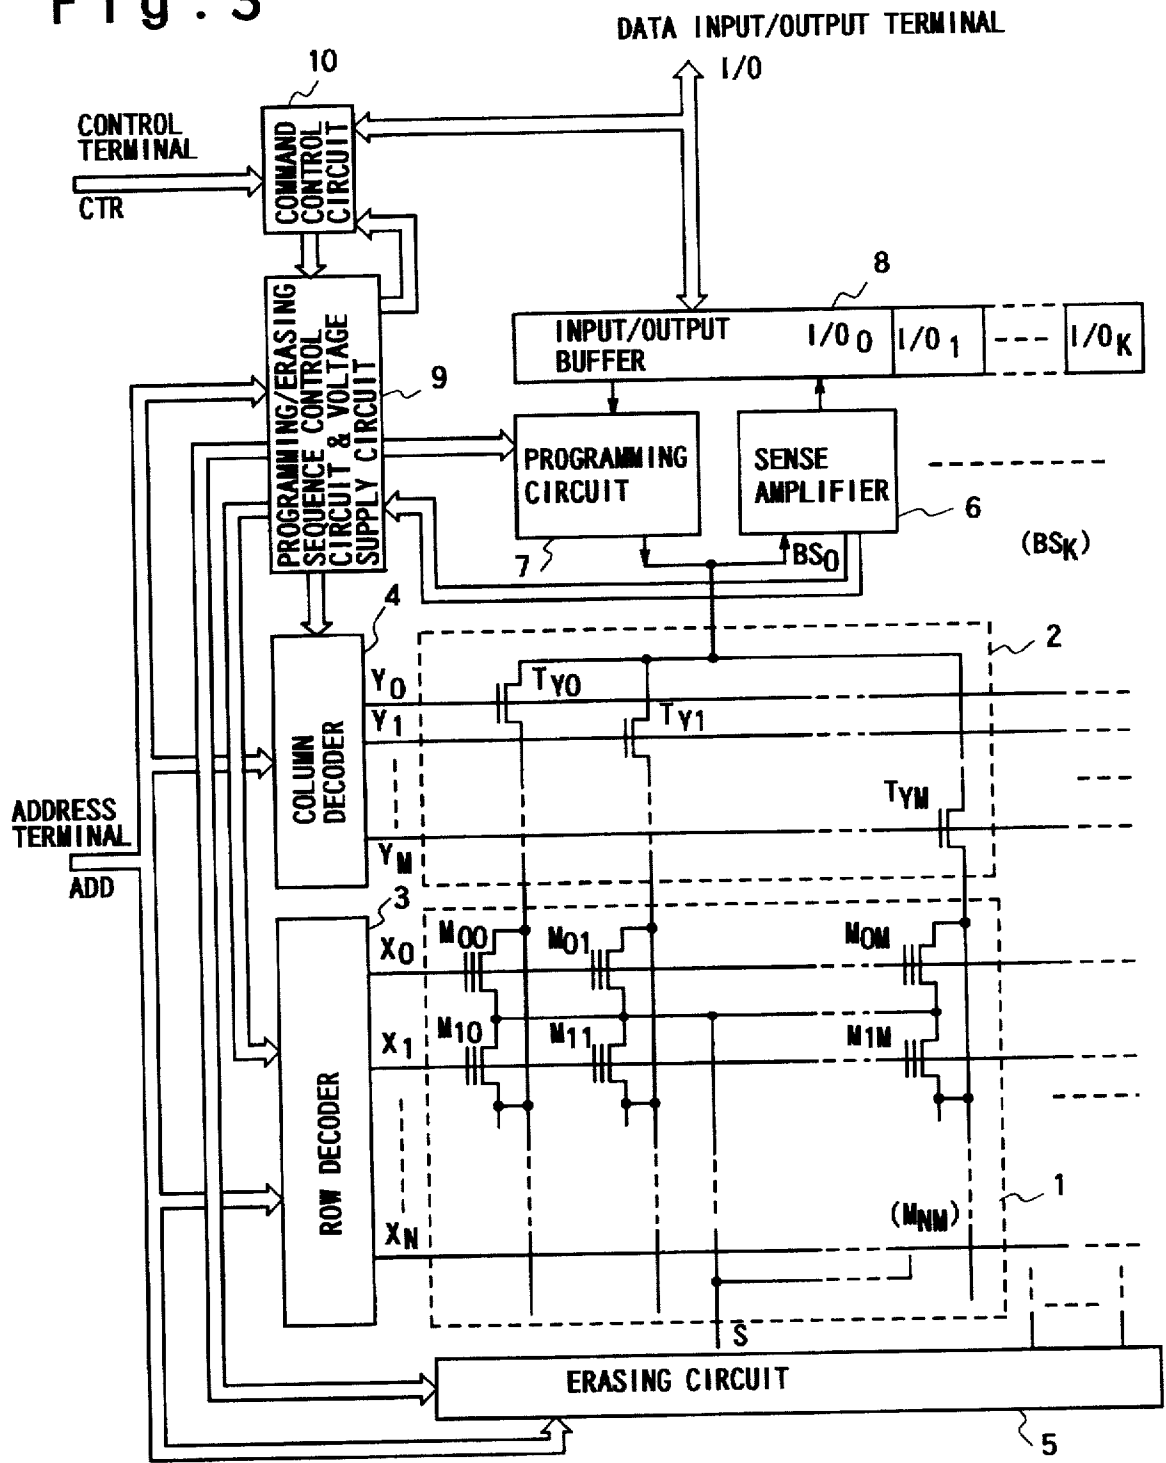 Fig. 3
DATA INPUT/OUTPUT TERMINAL
I/O
10
CONTROL
TERMINAL
CTR
COMMAND
CONTROL
CIRCUIT
8
INPUT/OUTPUT
BUFFER
I/O0
I/O1
I/OK
PROGRAMMING/ERASING
SEQUENCE CONTROL
CIRCUIT & VOLTAGE
SUPPLY CIRCUIT
9
PROGRAMMING
CIRCUIT
7
SENSE
AMPLIFIER
6
BS0
(BSK)
4
2
COLUMN
DECODER
Y0
Y1
YM
TY0
TY1
TYM
ADDRESS
TERMINAL
ADD
3
ROW DECODER
X0
X1
XN
M00
M01
M0M
M10
M11
M1M
(MNM)
1
S
ERASING CIRCUIT
5